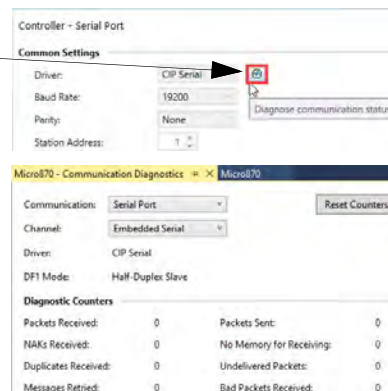 Controller - Serial Port
Common Settings
Driver: CIP Serial
Baud Rate: 19200
Diagnose communication status
Parity: None
Station Address: 1
Micro870 - Communication Diagnostics Micro870
Communication: Serial Port Reset Counters
Channel: Embedded Serial
Driver: CIP Serial
DF1 Mode: Half-Duplex Slave
Diagnostic Counters
Packets Received: 0 Packets Sent: 0
NAKs Received: 0 No Memory for Receiving: 0
Duplicates Received: 0 Undelivered Packets: 0
Messages Retried: 0 Bad Packets Received: 0